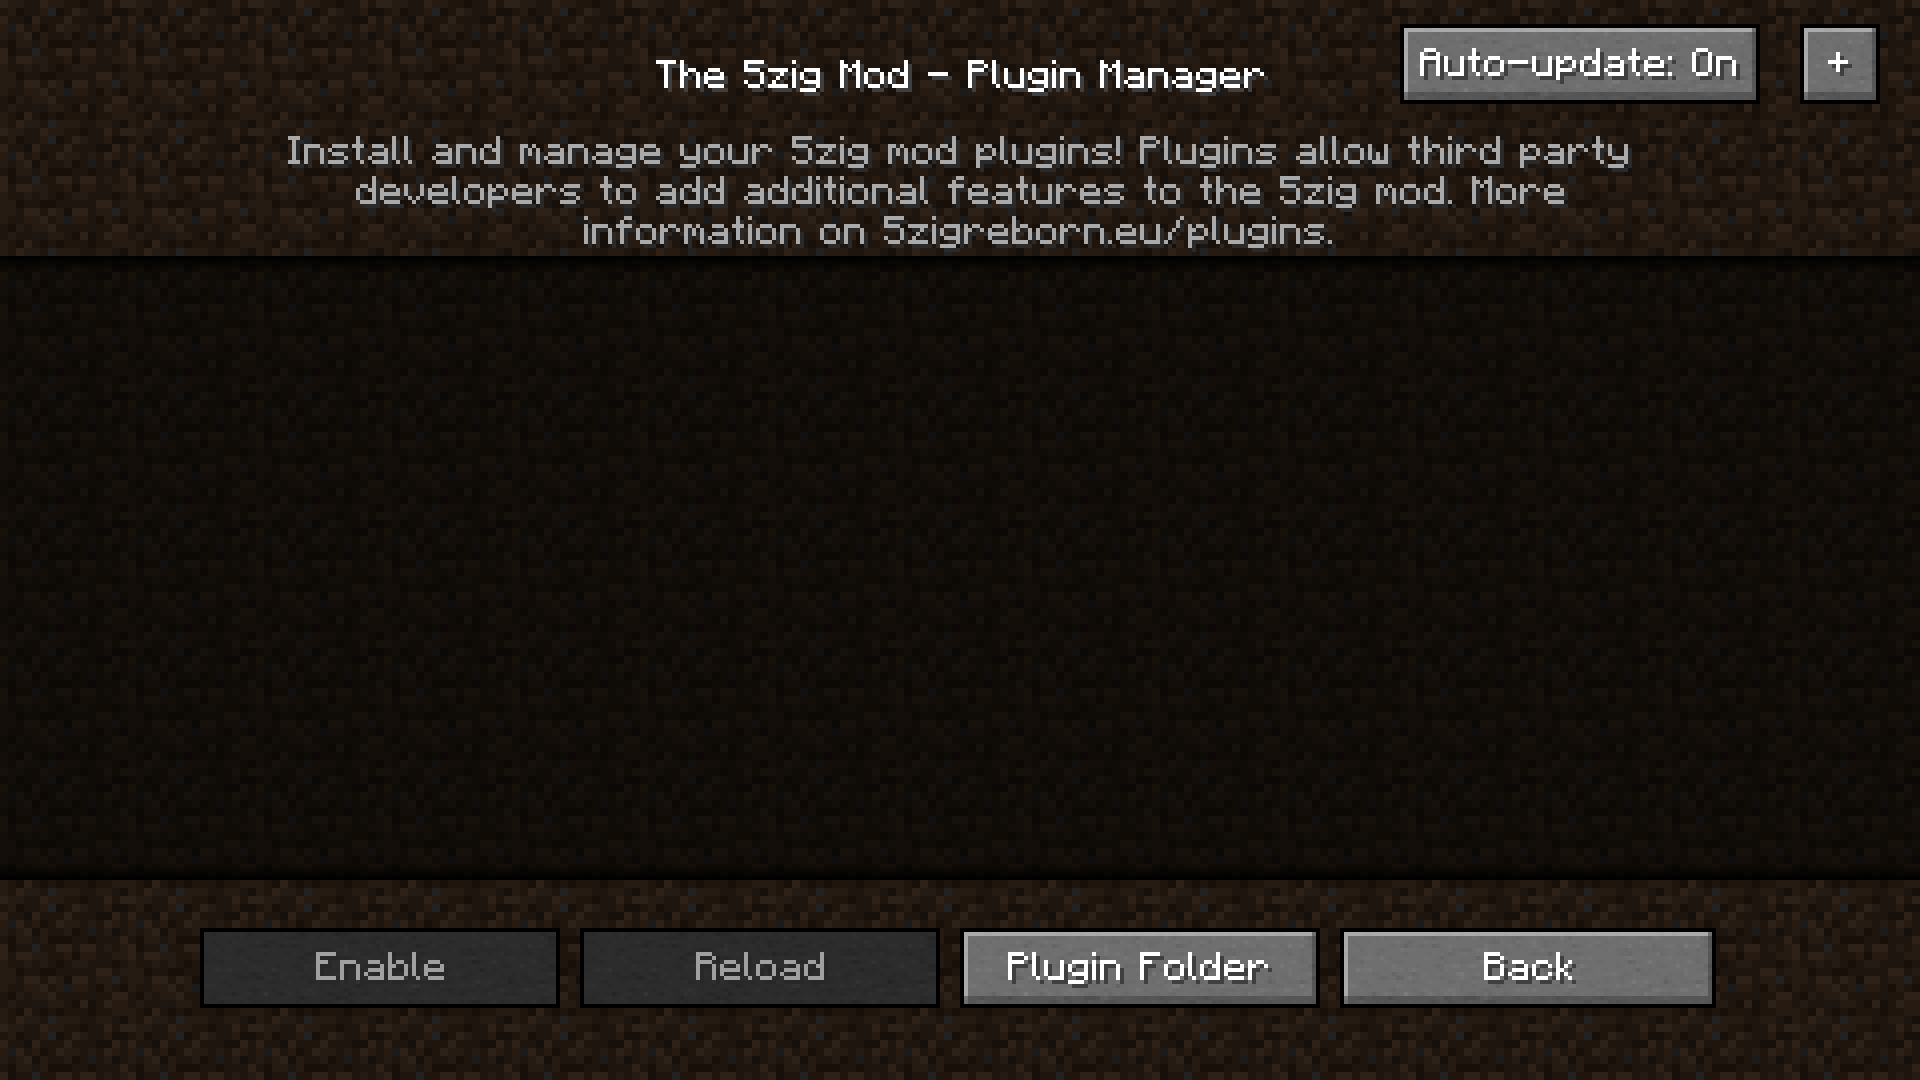 The 5zig Mod - Plugin Manager
Auto-update: On
+
Install and manage your 5zig mod plugins! Plugins allow third party
developers to add additional features to the 5zig mod. More
information on 5zigreborn.eu/plugins.
Enable
Reload
Plugin Folder
Back